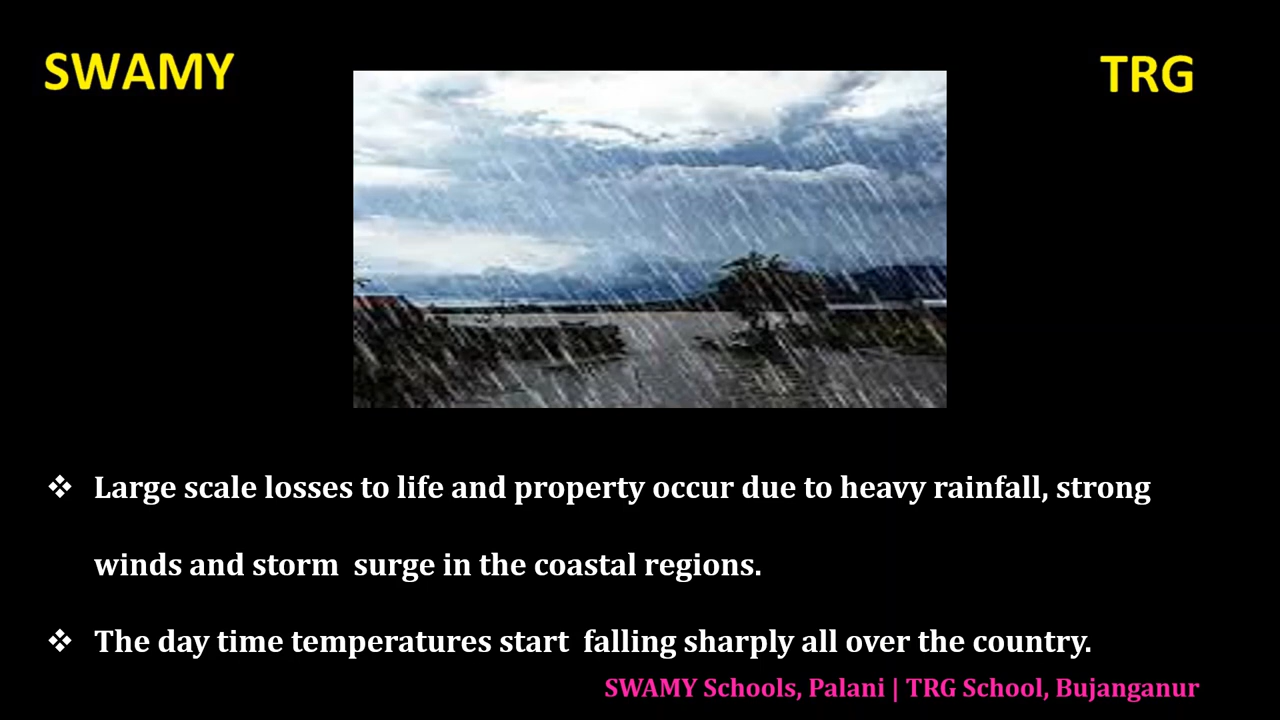 SWAMY
TRG
❖ Large scale losses to life and property occur due to heavy rainfall, strong
winds and storm surge in the coastal regions.
❖ The day time temperatures start falling sharply all over the country.
SWAMY Schools, Palani | TRG School, Bujanganur